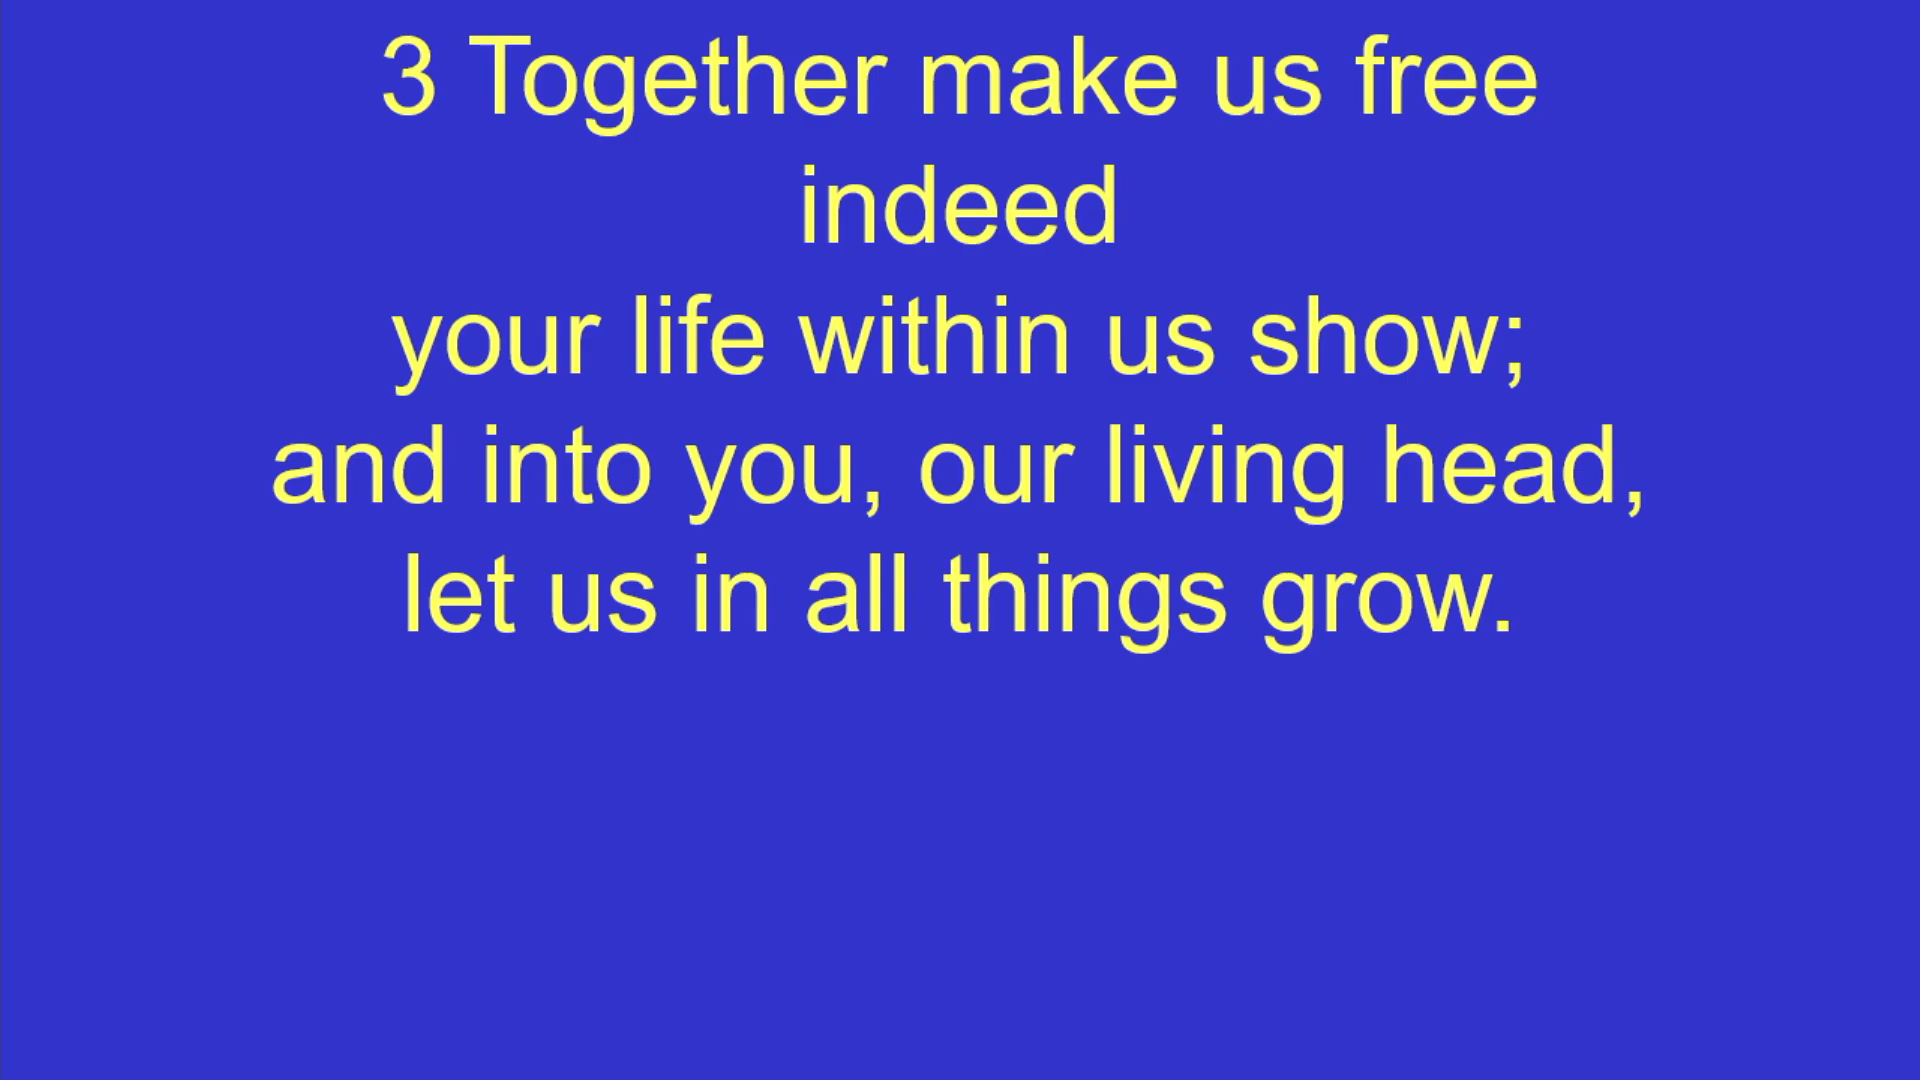 3 Together make us free
indeed
your life within us show;
and into you, our living head,
let us in all things grow.